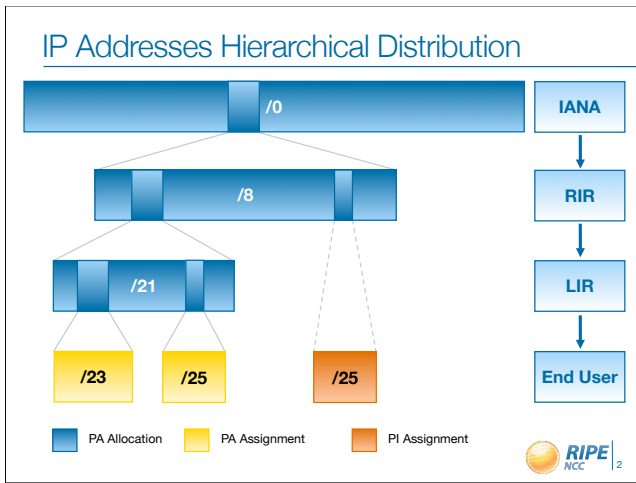 IP Addresses Hierarchical Distribution
/0
IANA
/8
RIR
/21
LIR
/23
/25
/25
End User
PA Allocation
PA Assignment
PI Assignment
RIPE
NCC
2